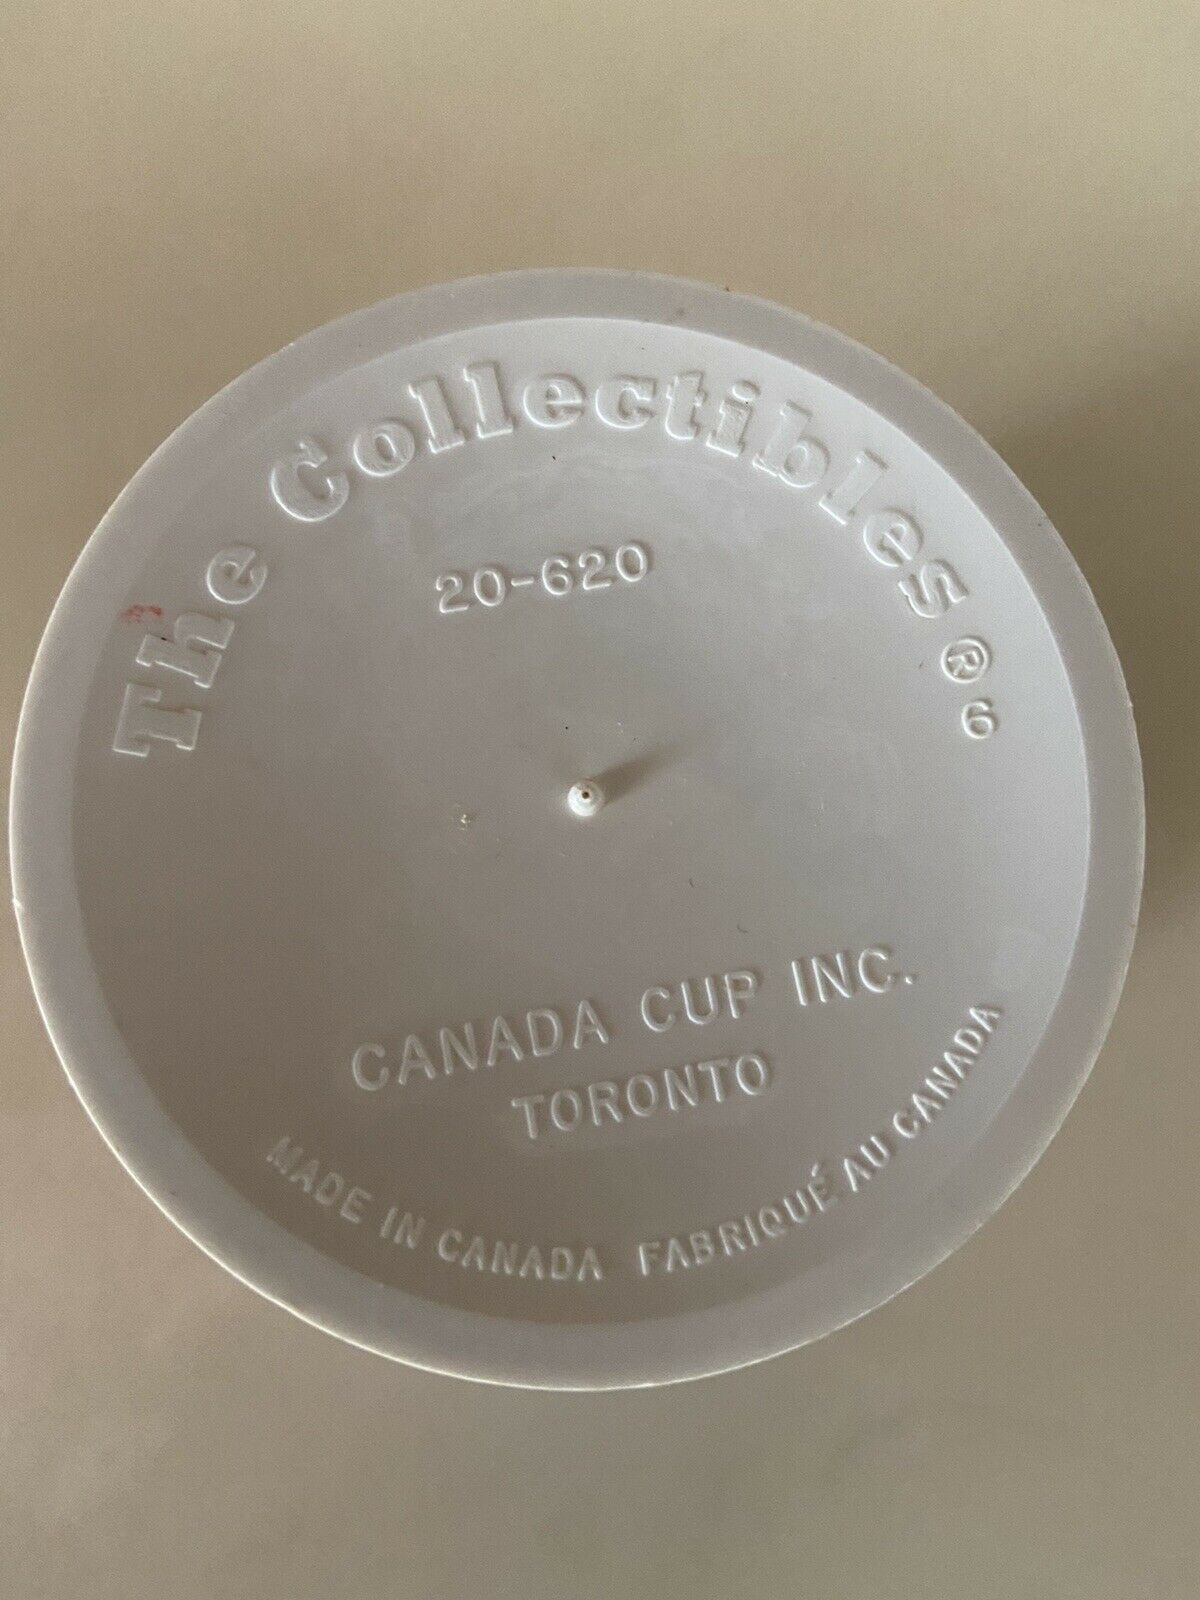 The Collectibles® 6
20-620
CANADA CUP INC.
TORONTO
MADE IN CANADA FABRIQUÉ AU CANADA